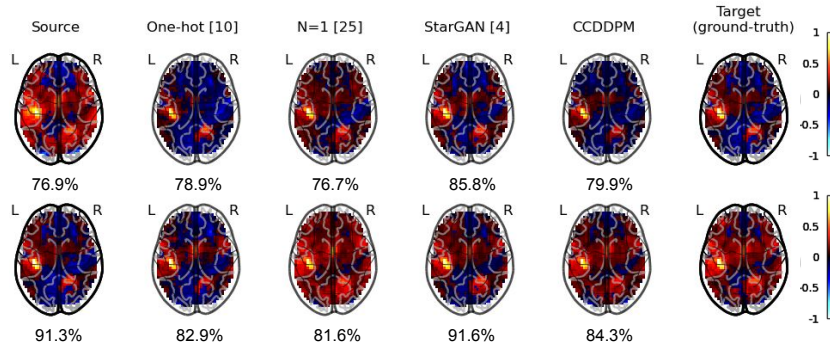 Source One-hot [10] N=1 [25] StarGAN [4] CCDDPM Target
(ground-truth)
L R L R L R L R L R L R
1
0.5
0
-0.5
-1
76.9% 78.9% 76.7% 85.8% 79.9%
L R L R L R L R L R L R
1
0.5
0
-0.5
-1
91.3% 82.9% 81.6% 91.6% 84.3%